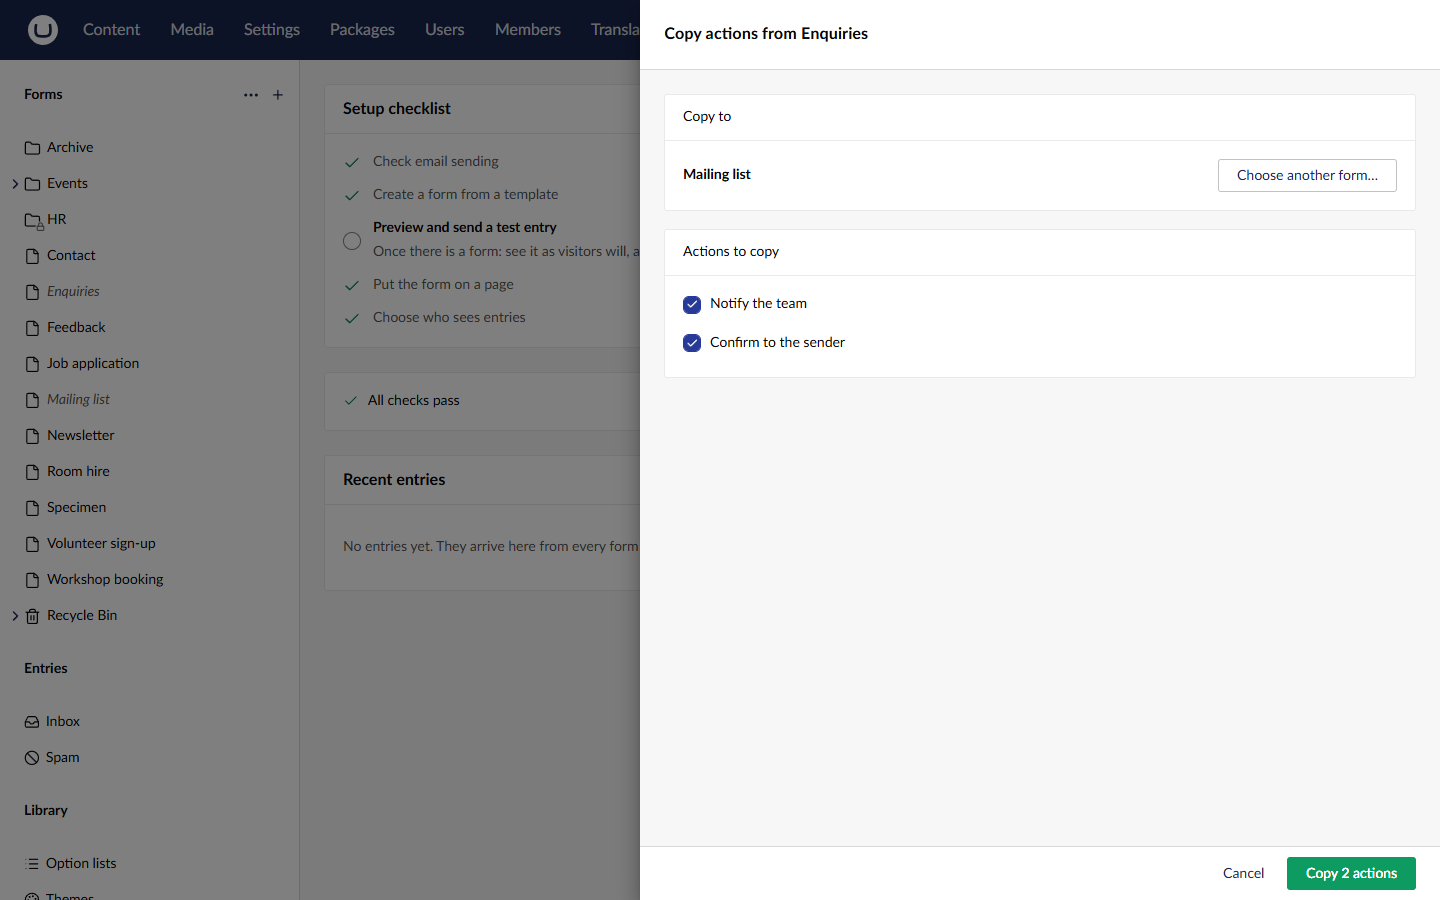 Content Media Settings Packages Users Members Transla
Forms
Archive
Events
HR
Contact
Enquiries
Feedback
Job application
Mailing list
Newsletter
Room hire
Specimen
Volunteer sign-up
Workshop booking
Recycle Bin
Entries
Inbox
Spam
Library
Option lists
Themes
Setup checklist
Check email sending
Create a form from a template
Preview and send a test entry
Once there is a form: see it as visitors will, a
Put the form on a page
Choose who sees entries
All checks pass
Recent entries
No entries yet. They arrive here from every form
Copy actions from Enquiries
Copy to
Mailing list
Choose another form...
Actions to copy
Notify the team
Confirm to the sender
Cancel
Copy 2 actions